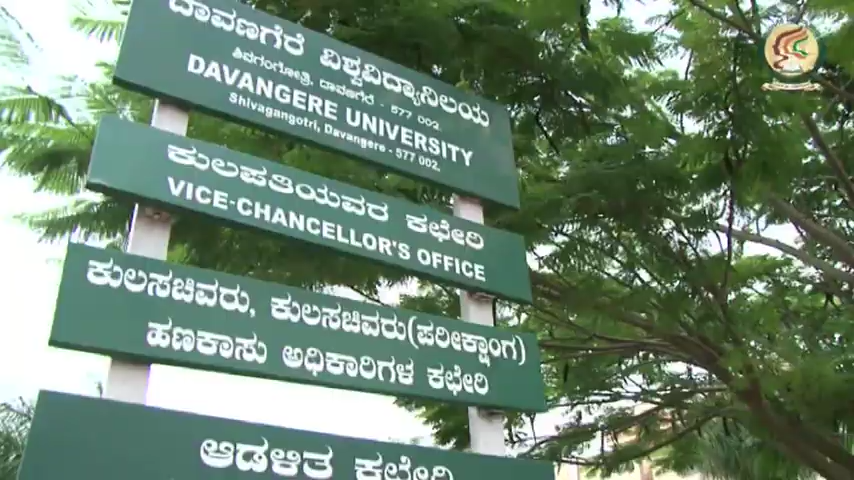 ದಾವಣಗೆರೆ ವಿಶ್ವವಿದ್ಯಾನಿಲಯ
ಶಿವಗಂಗೋತ್ರಿ, ದಾವಣಗೆರೆ - 577 002.
DAVANGERE UNIVERSITY
Shivagangotri, Davangere - 577 002.
ಕುಲಪತಿಯವರ ಕಛೇರಿ
VICE-CHANCELLOR'S OFFICE
ಕುಲಸಚಿವರು, ಕುಲಸಚಿವರು(ಪರೀಕ್ಷಾಂಗ)
ಹಣಕಾಸು ಅಧಿಕಾರಿಗಳ ಕಛೇರಿ
ಆಡಳಿತ ಕಛೇರಿ